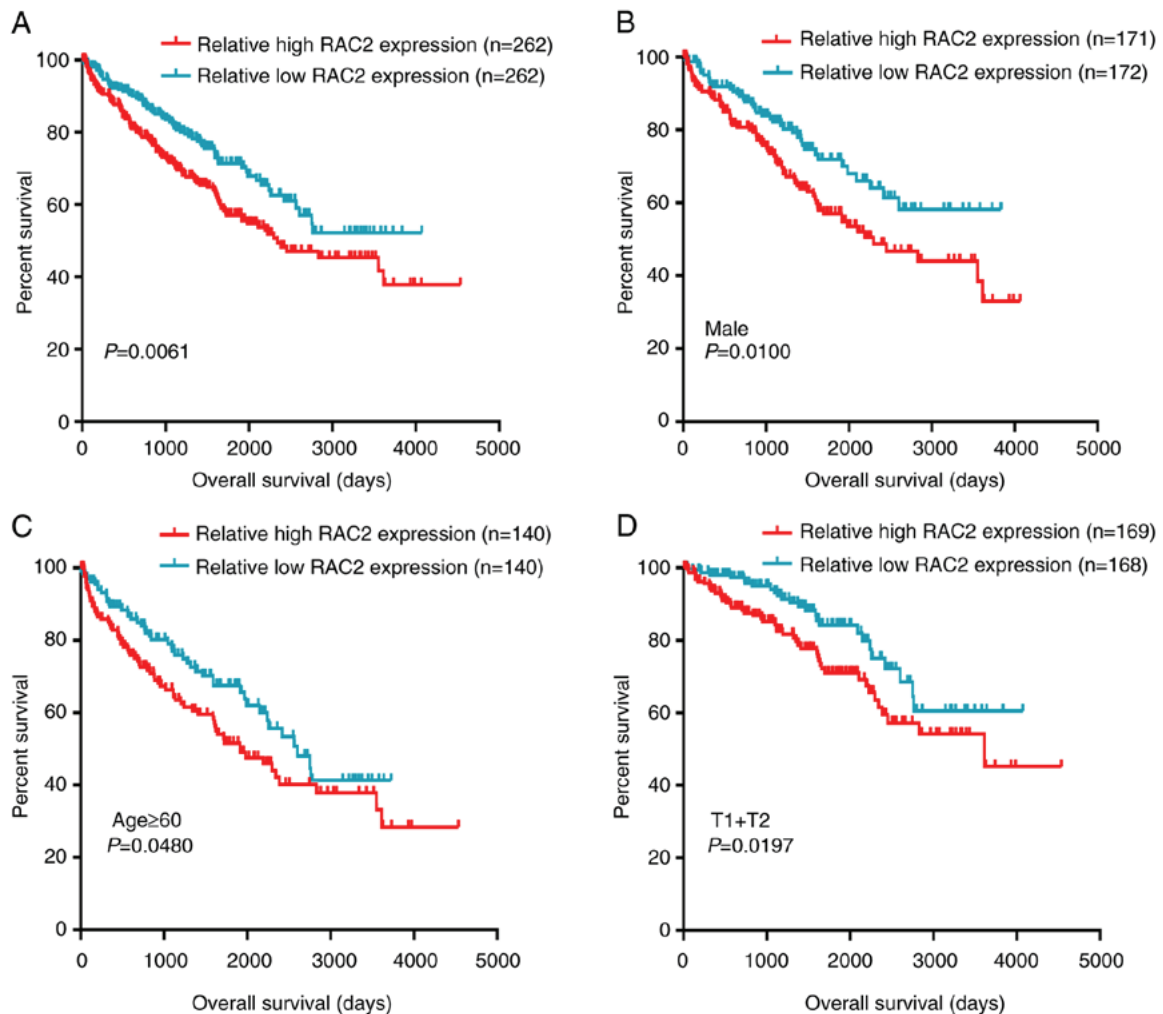 A
Relative high RAC2 expression (n=262)
Relative low RAC2 expression (n=262)
Percent survival
100
80
60
40
20
0
P=0.0061
0 1000 2000 3000 4000 5000
Overall survival (days)
B
Relative high RAC2 expression (n=171)
Relative low RAC2 expression (n=172)
Percent survival
100
80
60
40
20
0
Male
P=0.0100
0 1000 2000 3000 4000 5000
Overall survival (days)
C
Relative high RAC2 expression (n=140)
Relative low RAC2 expression (n=140)
Percent survival
100
80
60
40
20
0
Age≥60
P=0.0480
0 1000 2000 3000 4000 5000
Overall survival (days)
D
Relative high RAC2 expression (n=169)
Relative low RAC2 expression (n=168)
Percent survival
100
80
60
40
20
0
T1+T2
P=0.0197
0 1000 2000 3000 4000 5000
Overall survival (days)